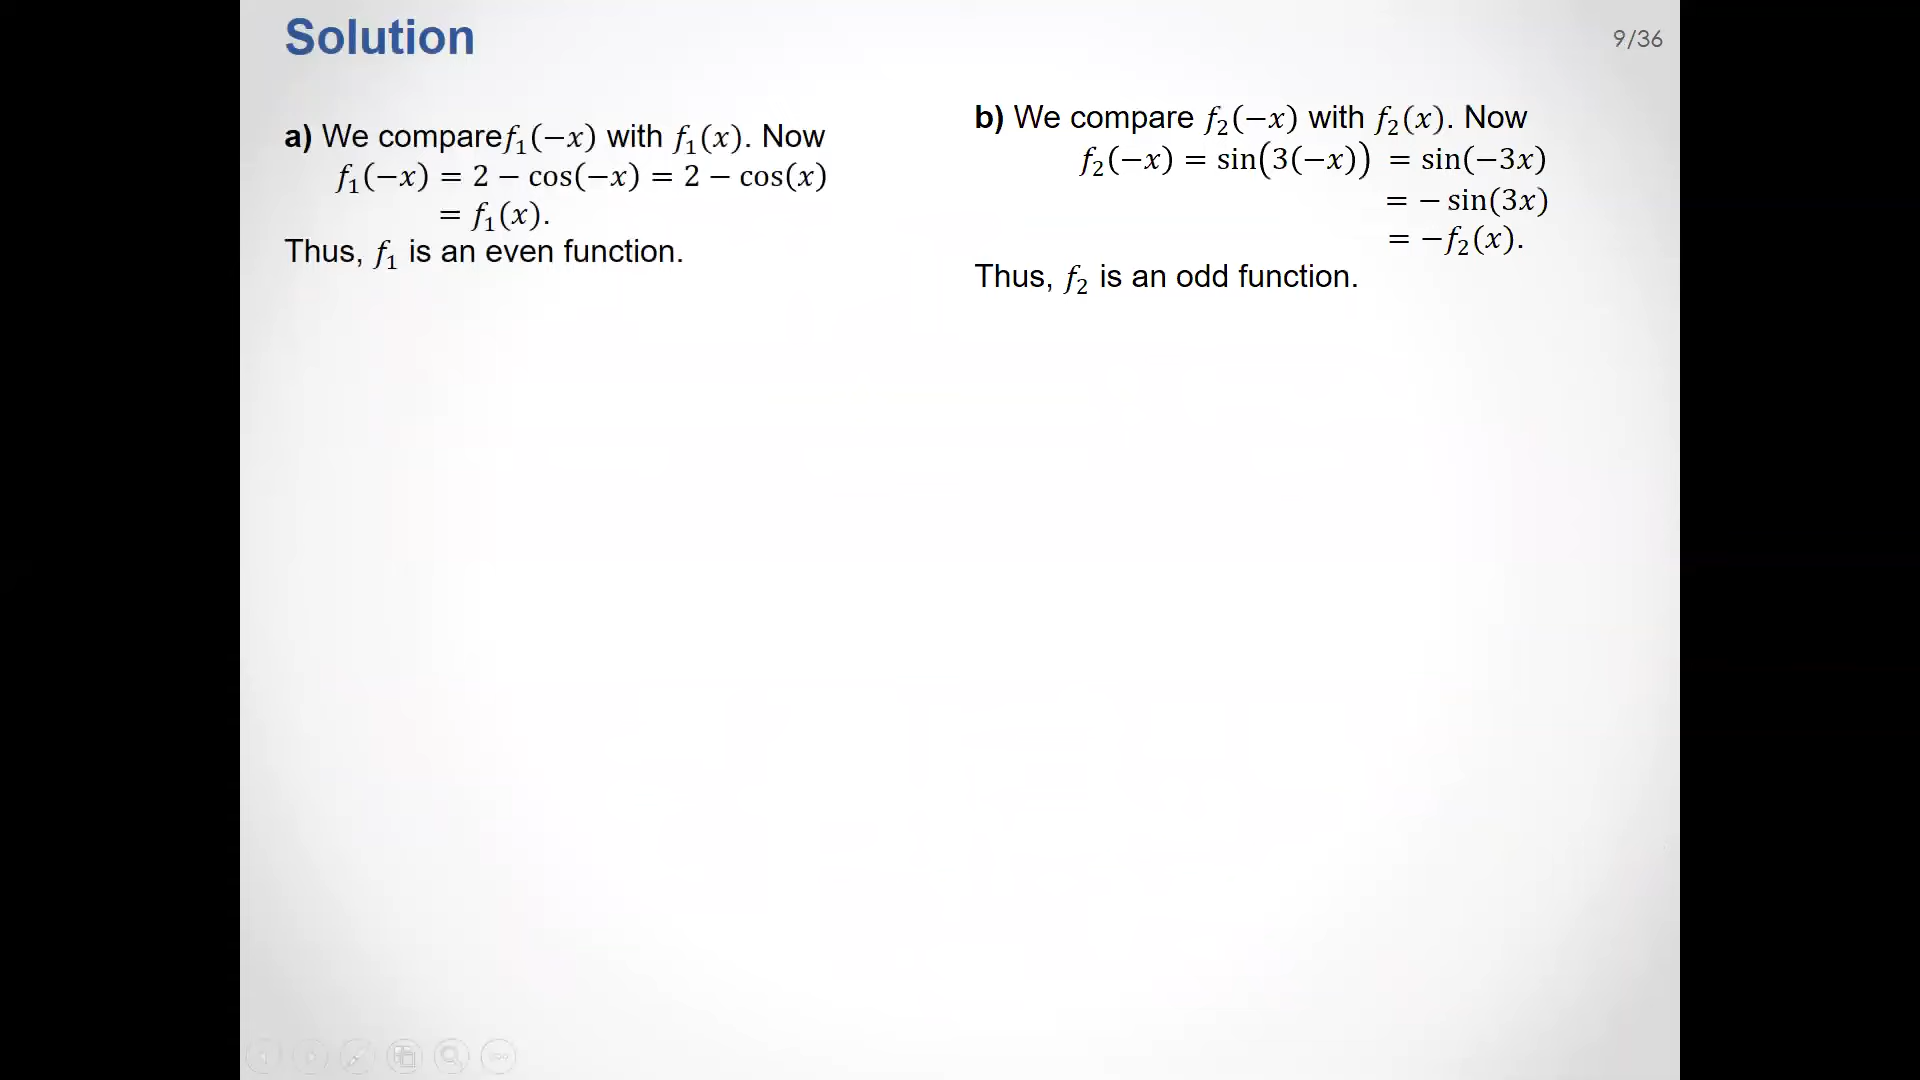 Solution
9/36
a) We compare f₁(−x) with f₁(x). Now
f₁(−x) = 2 − cos(−x) = 2 − cos(x)
= f₁(x).
Thus, f₁ is an even function.
b) We compare f₂(−x) with f₂(x). Now
f₂(−x) = sin(3(−x)) = sin(−3x)
= − sin(3x)
= −f₂(x).
Thus, f₂ is an odd function.